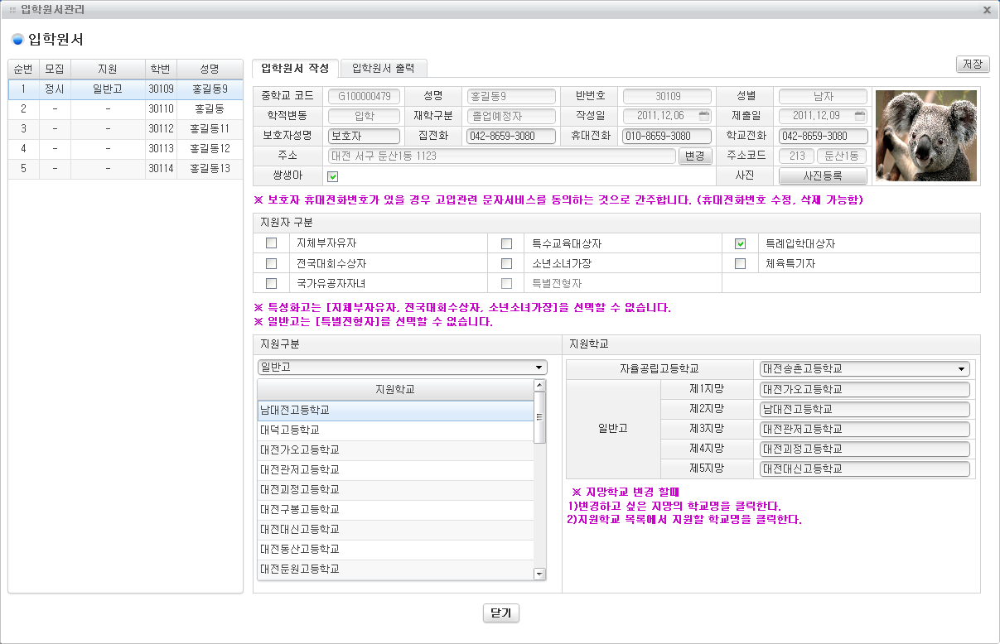 입학원서관리
입학원서
순번 모집 지원 학번 성명
1 정시 일반고 30109 홍길동9
2 - - 30110 홍길동
3 - - 30112 홍길동11
4 - - 30113 홍길동12
5 - - 30114 홍길동13
입학원서 작성 입학원서 출력 저장
중학교 코드 G10000047? 성명 홍길동9 반번호 30109 성별 남자
학적변동 입학 재학구분 졸업예정자 작성일 2011,12,06 제출일 2011,12,09
보호자성명 보호자 집전화 042-8659-3080 휴대전화 010-8659-3080 학교전화 042-8659-3080
주소 대전 서구 둔산1동 1123 변경 주소코드 213 둔산1동
쌍생아 사진 사진등록
※ 보호자 휴대전화번호가 있을 경우 고입관련 문자서비스를 동의하는 것으로 간주합니다. (휴대전화번호 수정, 삭제 가능함)
지원자 구분
지체부자유자 특수교육대상자 특례입학대상자
전국대회수상자 소년소녀가장 체육특기자
국가유공자자녀 특별전형자
※ 특성화고는 [지체부자유자, 전국대회수상자, 소년소녀가장]을 선택할 수 없습니다.
※ 일반고는 [특별전형자]를 선택할 수 없습니다.
지원구분
일반고
지원학교
남대전고등학교
대덕고등학교
대전가오고등학교
대전관저고등학교
대전괴정고등학교
대전구봉고등학교
대전대신고등학교
대전동산고등학교
대전둔원고등학교
지원학교
자율공립고등학교 대전송촌고등학교
일반고
제1지망 대전가오고등학교
제2지망 남대전고등학교
제3지망 대전관저고등학교
제4지망 대전괴정고등학교
제5지망 대전대신고등학교
※ 지망학교 변경 할때
1)변경하고 싶은 지망의 학교명을 클릭한다.
2)지원학교 목록에서 지원할 학교명을 클릭한다.
닫기